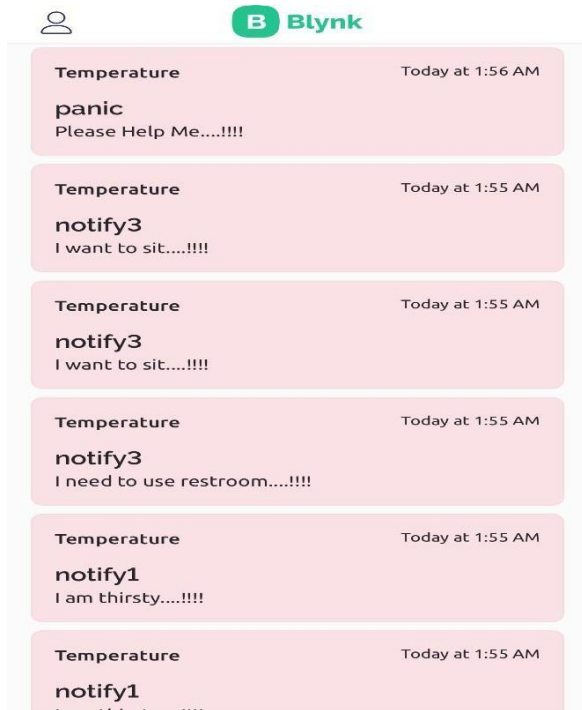 B Blynk
Temperature Today at 1:56 AM
panic
Please Help Me....!!!!
Temperature Today at 1:55 AM
notify3
I want to sit....!!!!
Temperature Today at 1:55 AM
notify3
I want to sit....!!!!
Temperature Today at 1:55 AM
notify3
I need to use restroom....!!!!
Temperature Today at 1:55 AM
notify1
I am thirsty....!!!!
Temperature Today at 1:55 AM
notify1